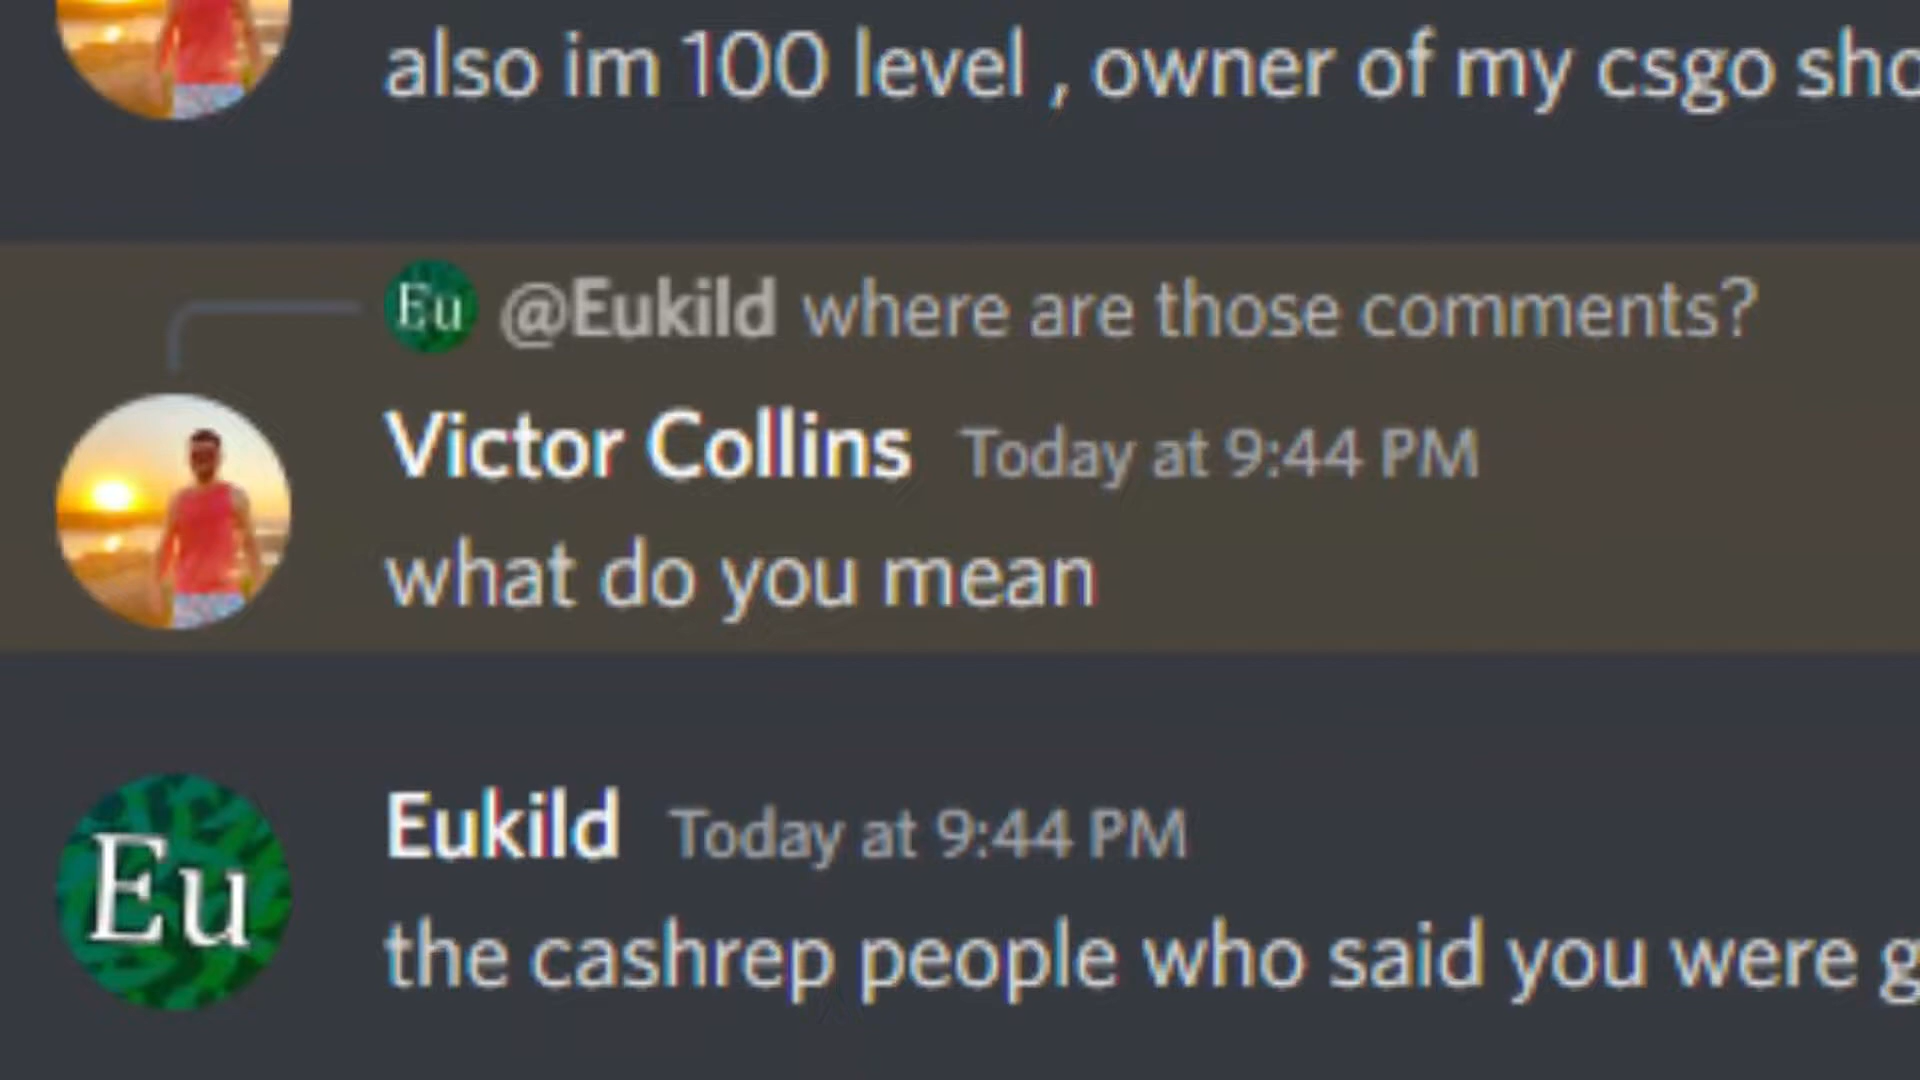 also im 100 level , owner of my csgo
Eu @Eukild where are those comments?
Victor Collins Today at 9:44 PM
what do you mean
Eukild Today at 9:44 PM
Eu
the cashrep people who said you were